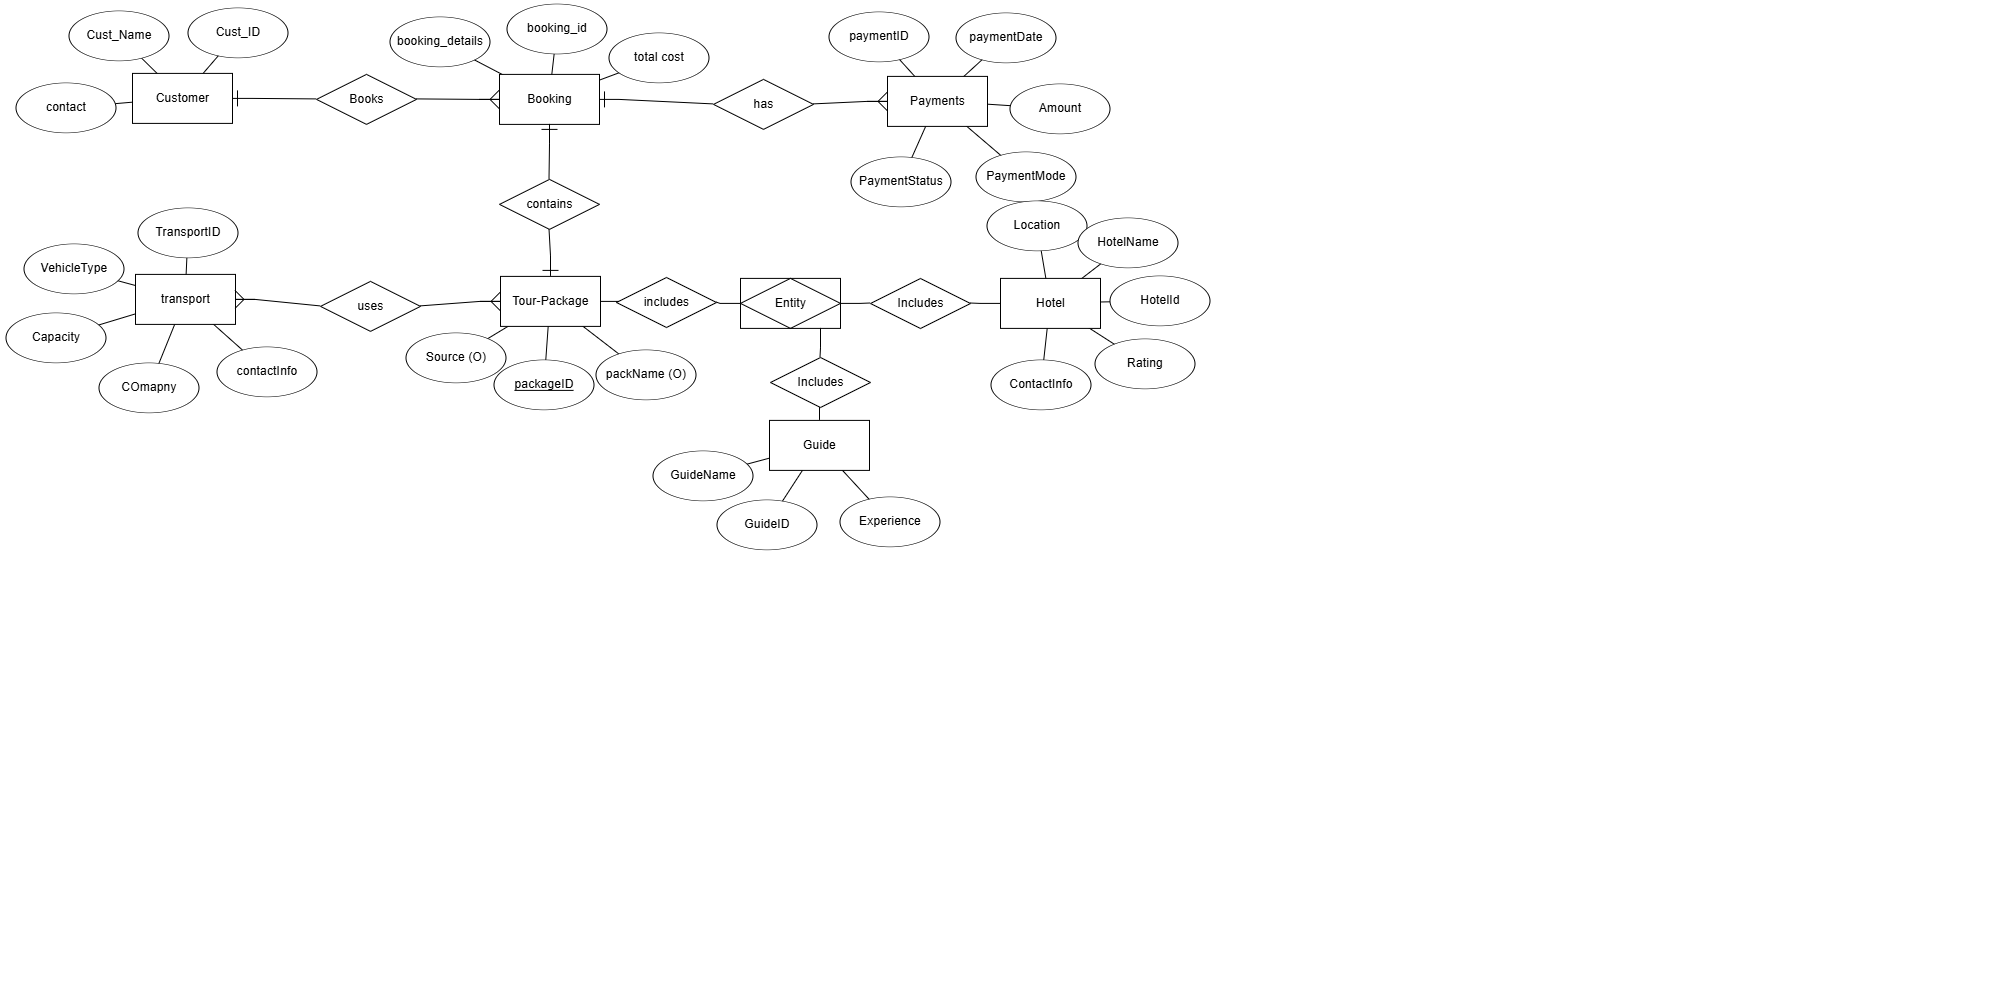 Cust_Name
Cust_ID
contact
Customer
Books
booking_details
booking_id
total cost
Booking
has
paymentID
paymentDate
Payments
Amount
PaymentStatus
PaymentMode
contains
TransportID
VehicleType
transport
Capacity
COmapny
contactInfo
uses
Tour-Package
Source (O)
packageID
packName (O)
includes
Entity
Includes
Location
HotelName
Hotel
HotelId
Rating
ContactInfo
Includes
Guide
GuideName
GuideID
Experience